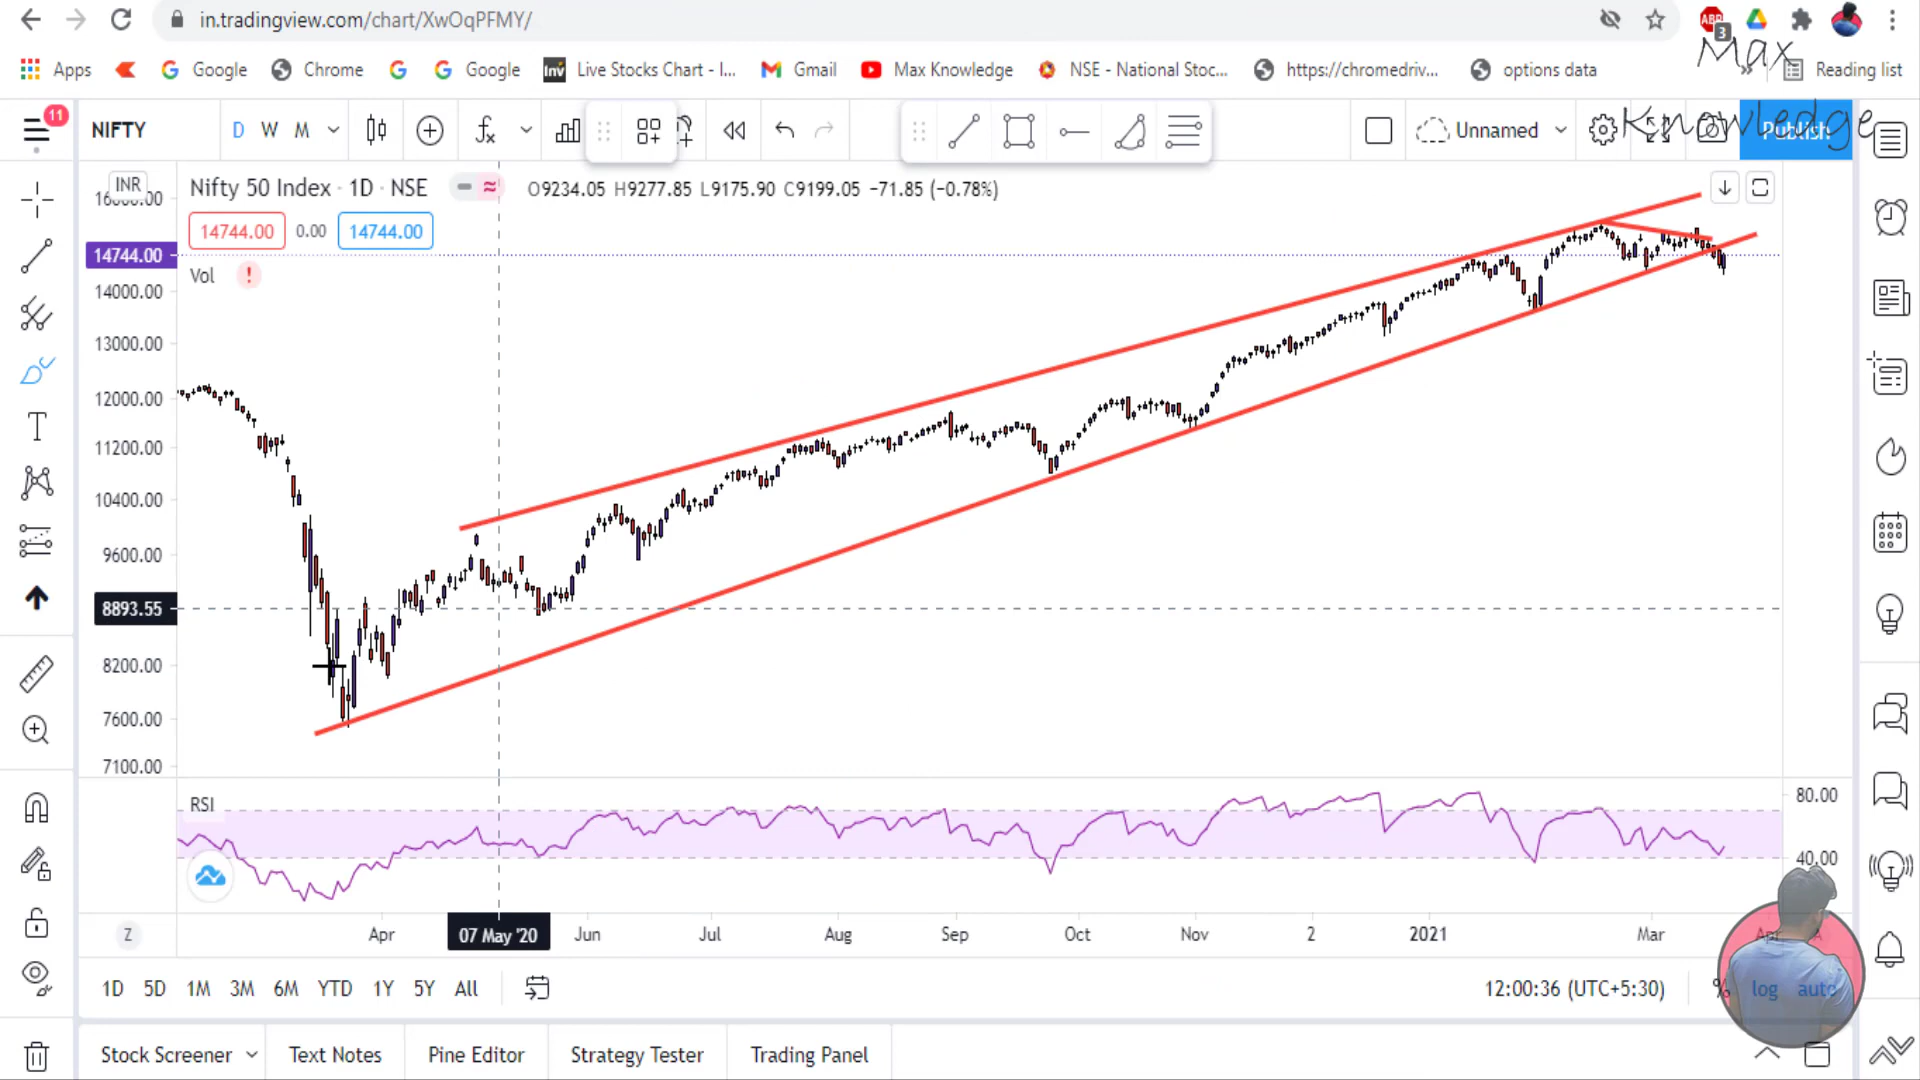 in.tradingview.com/chart/XwOqPFMY/
ABP
3
Apps
Google
Chrome
Google
Inv
Live Stocks Chart - I...
Gmail
Max Knowledge
NSE - National Stoc...
https://chromedriv...
options data
»
Reading list
Max
Knowledge
11
NIFTY
D
W
M
Unnamed
Publish
INR
Nifty 50 Index · 1D · NSE
O9234.05 H9277.85 L9175.90 C9199.05 −71.85 (−0.78%)
14744.00
0.00
14744.00
Vol
!
14744.00
14000.00
13000.00
12000.00
11200.00
10400.00
9600.00
8893.55
8200.00
7600.00
7100.00
RSI
80.00
40.00
Z
Apr
07 May '20
Jun
Jul
Aug
Sep
Oct
Nov
2
2021
Mar
1D
5D
1M
3M
6M
YTD
1Y
5Y
All
12:00:36 (UTC+5:30)
%
log
auto
Stock Screener
Text Notes
Pine Editor
Strategy Tester
Trading Panel